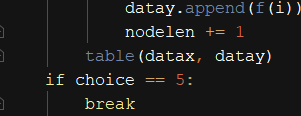 datay.append(f(i))
nodelen += 1
table(datax, datay)
if choice == 5:
break